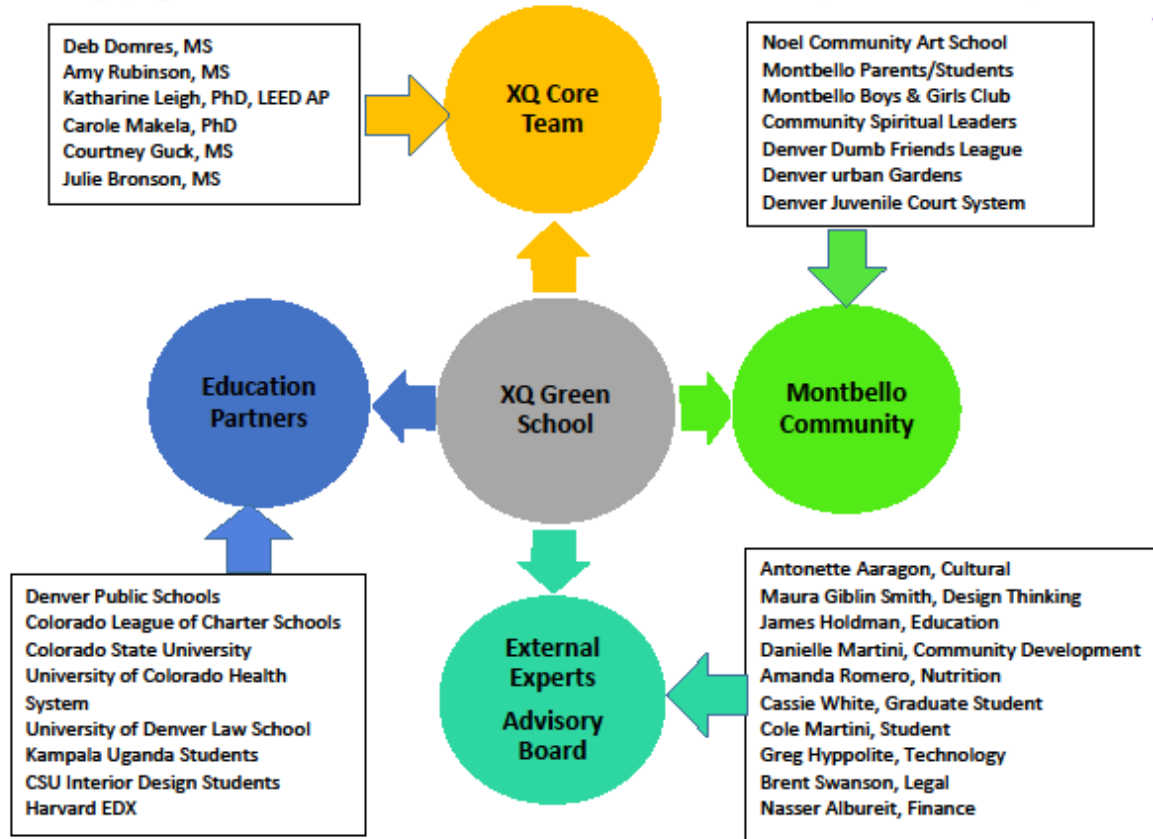 Deb Domres, MS
Amy Rubinson, MS
Katharine Leigh, PhD, LEED AP
Carole Makela, PhD
Courtney Guck, MS
Julie Bronson, MS
XQ Core
Team
Noel Community Art School
Montbello Parents/Students
Montbello Boys & Girls Club
Community Spiritual Leaders
Denver Dumb Friends League
Denver urban Gardens
Denver Juvenile Court System
Education
Partners
XQ Green
School
Montbello
Community
Denver Public Schools
Colorado League of Charter Schools
Colorado State University
University of Colorado Health
System
University of Denver Law School
Kampala Uganda Students
CSU Interior Design Students
Harvard EDX
External
Experts
Advisory
Board
Antonette Aaragon, Cultural
Maura Giblin Smith, Design Thinking
James Holdman, Education
Danielle Martini, Community Development
Amanda Romero, Nutrition
Cassie White, Graduate Student
Cole Martini, Student
Greg Hyppolite, Technology
Brent Swanson, Legal
Nasser Albureit, Finance